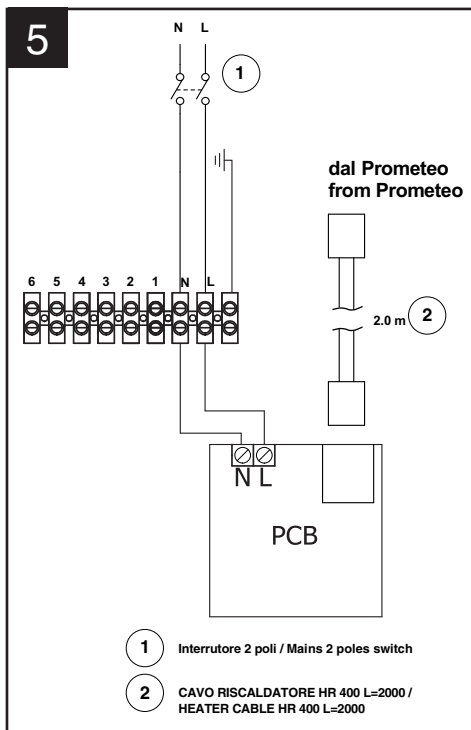 5
N L
1
dal Prometeo
from Prometeo
6 5 4 3 2 1 N L
2.0 m 2
N L
PCB
1 Interrutore 2 poli / Mains 2 poles switch
2 CAVO RISCALDATORE HR 400 L=2000 /
HEATER CABLE HR 400 L=2000